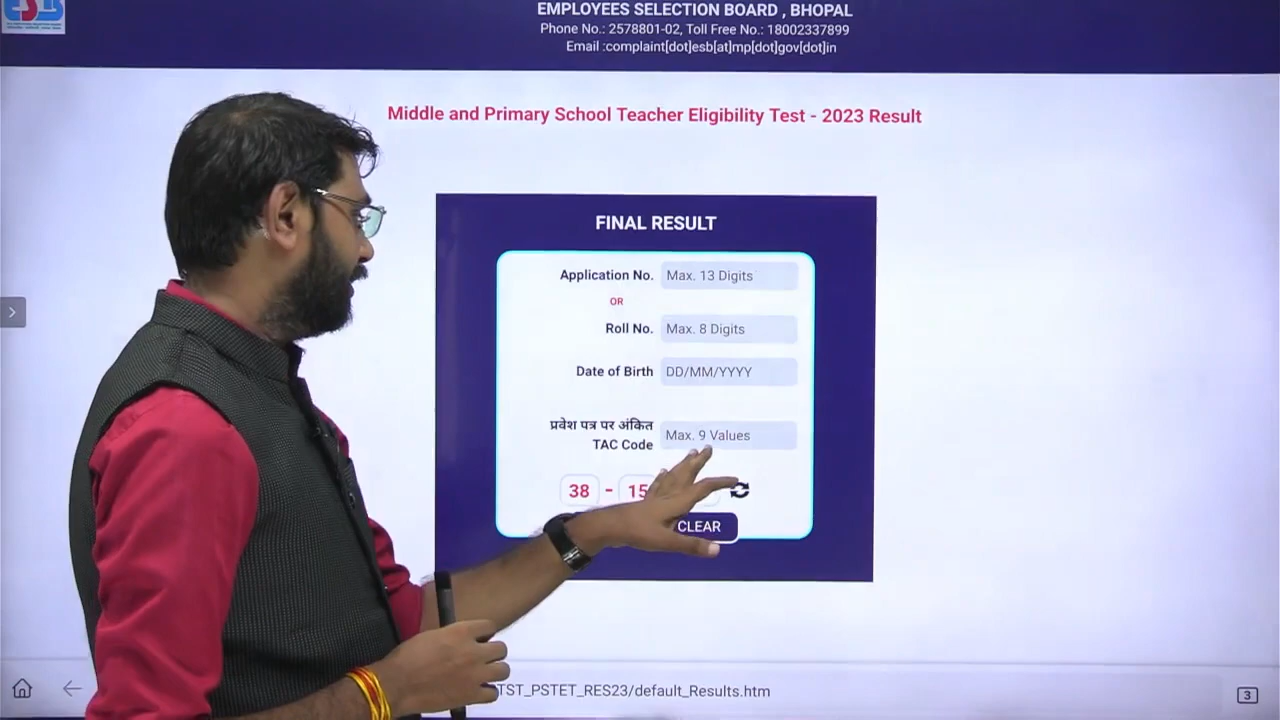 EMPLOYEES SELECTION BOARD , BHOPAL
Phone No.: 2578801-02, Toll Free No.: 18002337899
Email :complaint[dot]esb[at]mp[dot]gov[dot]in
Middle and Primary School Teacher Eligibility Test - 2023 Result
FINAL RESULT
Application No. Max. 13 Digits
OR
Roll No. Max. 8 Digits
Date of Birth DD/MM/YYYY
प्रवेश पत्र पर अंकित
TAC Code Max. 9 Values
38 - 15
CLEAR
TST_PSTET_RES23/default_Results.htm
3